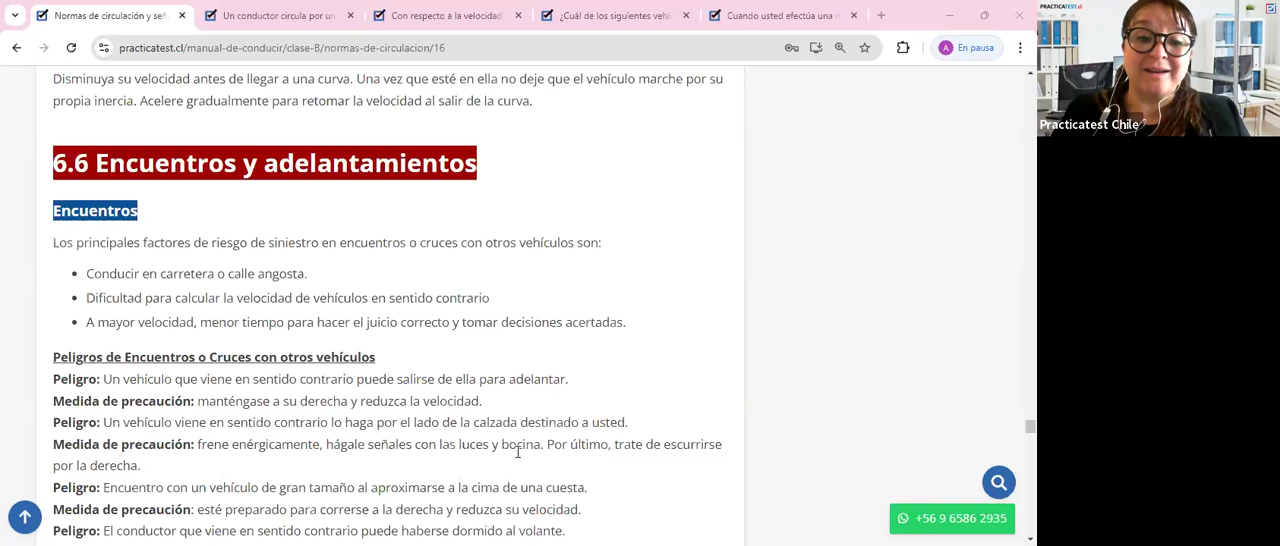 Normas de circulación y señ
Un conductor circula por un
Con respecto a la velocidad
¿Cuál de los siguientes vehí
Cuando usted efectúa una
practicatest.cl/manual-de-conducir/clase-B/normas-de-circulacion/16
A
En pausa
PRACTICATEST.cl
Practicatest Chile
Disminuya su velocidad antes de llegar a una curva. Una vez que esté en ella no deje que el vehículo marche por su
propia inercia. Acelere gradualmente para retomar la velocidad al salir de la curva.
6.6 Encuentros y adelantamientos
Encuentros
Los principales factores de riesgo de siniestro en encuentros o cruces con otros vehículos son:
• Conducir en carretera o calle angosta.
• Dificultad para calcular la velocidad de vehículos en sentido contrario
• A mayor velocidad, menor tiempo para hacer el juicio correcto y tomar decisiones acertadas.
Peligros de Encuentros o Cruces con otros vehículos
Peligro: Un vehículo que viene en sentido contrario puede salirse de ella para adelantar.
Medida de precaución: manténgase a su derecha y reduzca la velocidad.
Peligro: Un vehículo viene en sentido contrario lo haga por el lado de la calzada destinado a usted.
Medida de precaución: frene enérgicamente, hágale señales con las luces y bocina. Por último, trate de escurrirse
por la derecha.
Peligro: Encuentro con un vehículo de gran tamaño al aproximarse a la cima de una cuesta.
Medida de precaución: esté preparado para correrse a la derecha y reduzca su velocidad.
Peligro: El conductor que viene en sentido contrario puede haberse dormido al volante.
+56 9 6586 2935